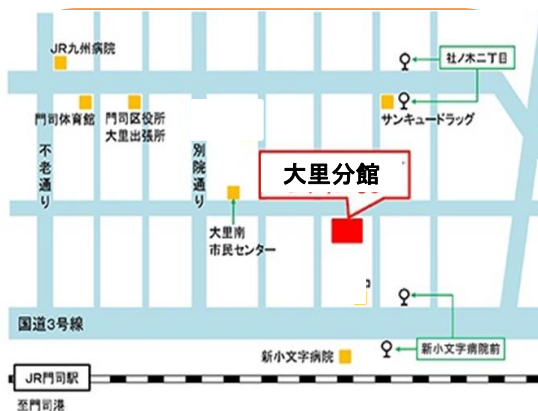 JR九州病院
社ノ木二丁目
門司体育館
門司区役所
大里出張所
サンキュードラッグ
不老通り
別院通り
大里分館
大里南
市民センター
国道3号線
新小文字病院
新小文字病院前
JR門司駅
至門司港